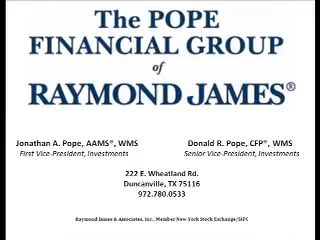 The POPE
FINANCIAL GROUP
of
RAYMOND JAMES®
Jonathan A. Pope, AAMS®, WMS
First Vice-President, Investments
Donald R. Pope, CFP®, WMS
Senior Vice-President, Investments
222 E. Wheatland Rd.
Duncanville, TX 75116
972.780.0533
Raymond James & Associates, Inc., Member New York Stock Exchange/SIPC